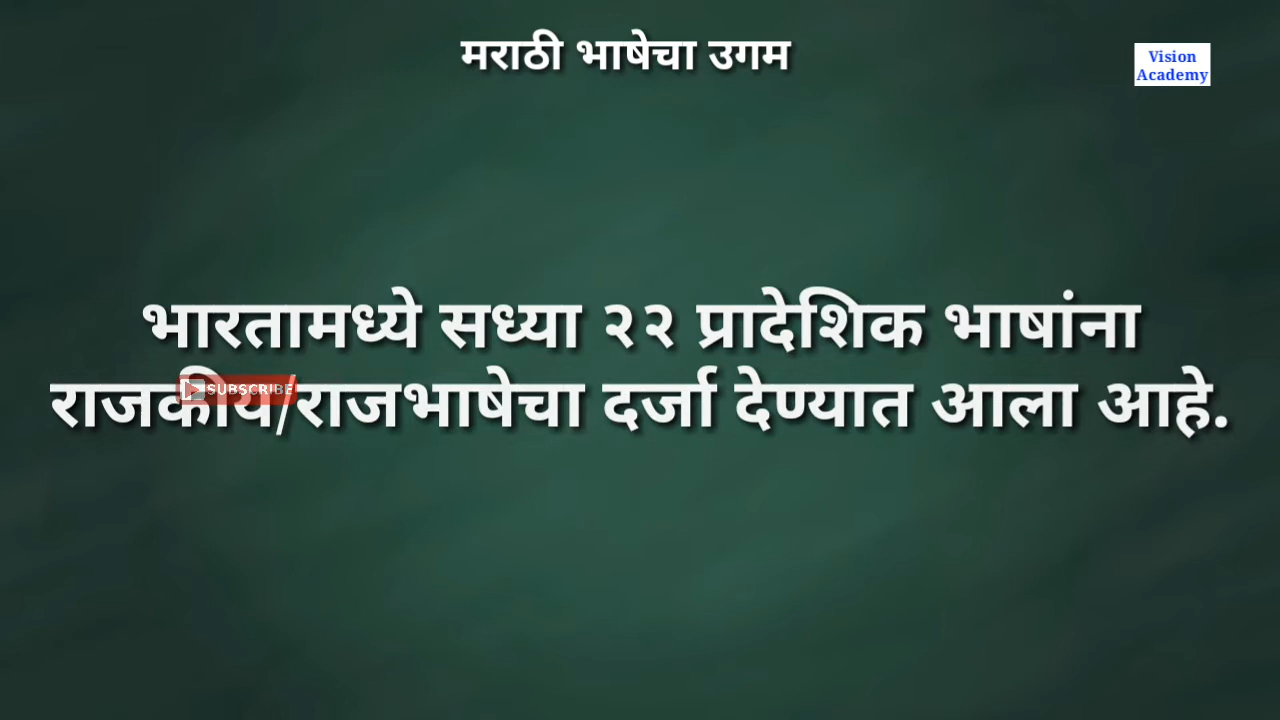 मराठी भाषेचा उगम
Vision
Academy
भारतामध्ये सध्या २२ प्रादेशिक भाषांना
राजकीय/राजभाषेचा दर्जा देण्यात आला आहे.
SUBSCRIBE